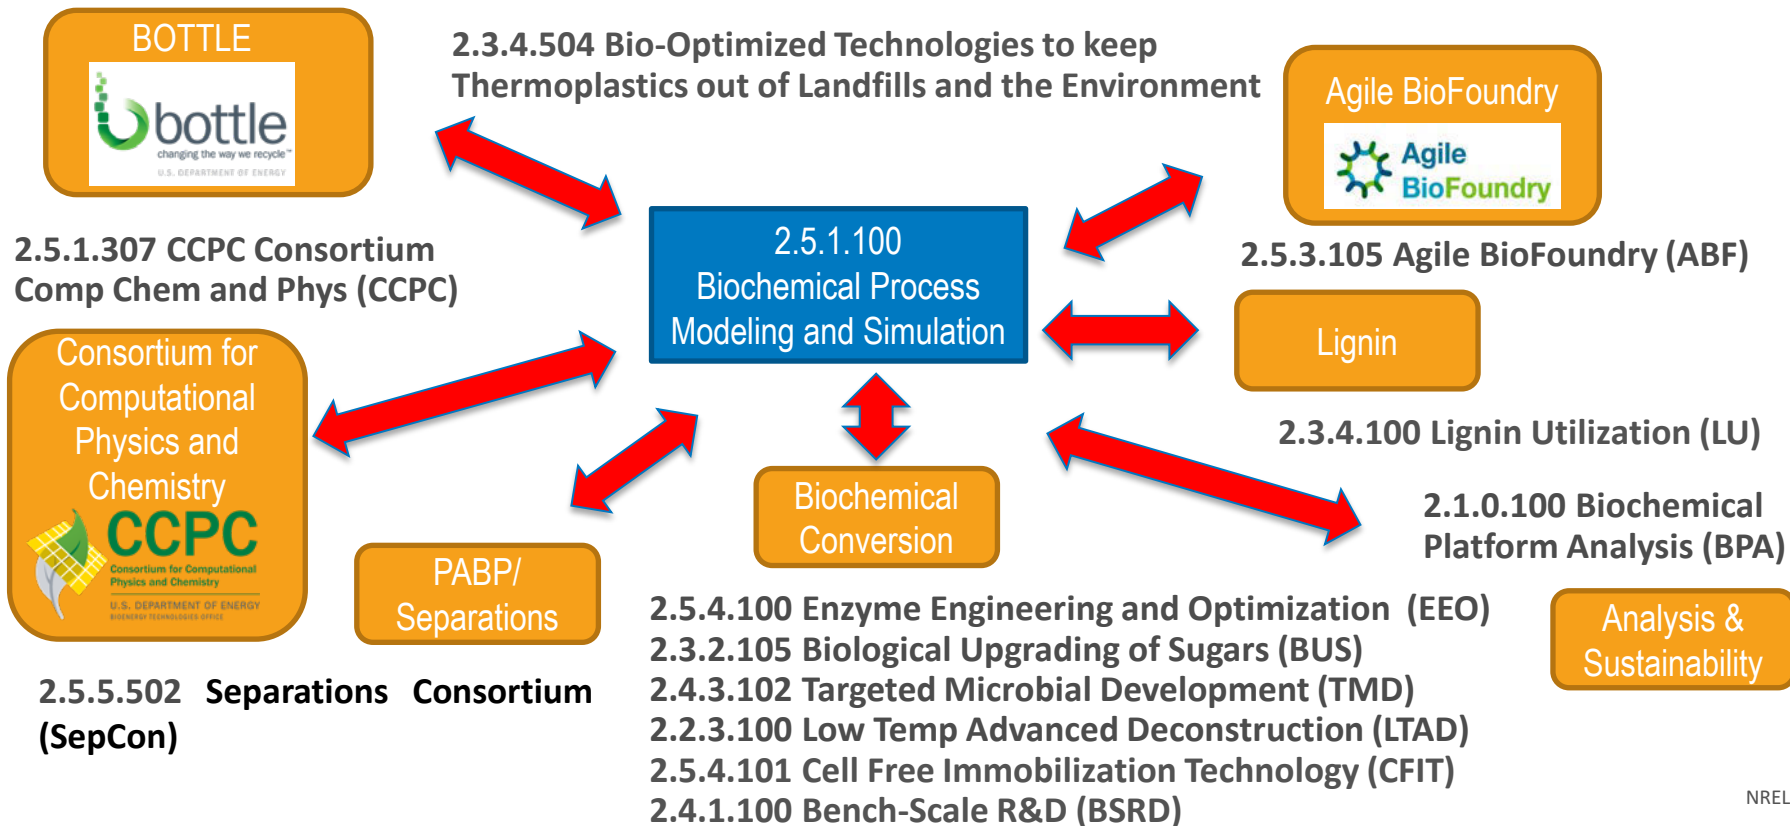 BOTTLE
bottle
changing the way we recycle™
U.S. DEPARTMENT OF ENERGY
2.3.4.504 Bio-Optimized Technologies to keep
Thermoplastics out of Landfills and the Environment
Agile BioFoundry
Agile
BioFoundry
2.5.3.105 Agile BioFoundry (ABF)
2.5.1.100
Biochemical Process
Modeling and Simulation
2.5.1.307 CCPC Consortium
Comp Chem and Phys (CCPC)
Consortium for
Computational
Physics and
Chemistry
CCPC
Consortium for Computational
Physics and Chemistry
U.S. DEPARTMENT OF ENERGY
BIOENERGY TECHNOLOGIES OFFICE
Lignin
2.3.4.100 Lignin Utilization (LU)
2.1.0.100 Biochemical
Platform Analysis (BPA)
Analysis &
Sustainability
Biochemical
Conversion
PABP/
Separations
2.5.5.502 Separations Consortium
(SepCon)
2.5.4.100 Enzyme Engineering and Optimization (EEO)
2.3.2.105 Biological Upgrading of Sugars (BUS)
2.4.3.102 Targeted Microbial Development (TMD)
2.2.3.100 Low Temp Advanced Deconstruction (LTAD)
2.5.4.101 Cell Free Immobilization Technology (CFIT)
2.4.1.100 Bench-Scale R&D (BSRD)
NREL